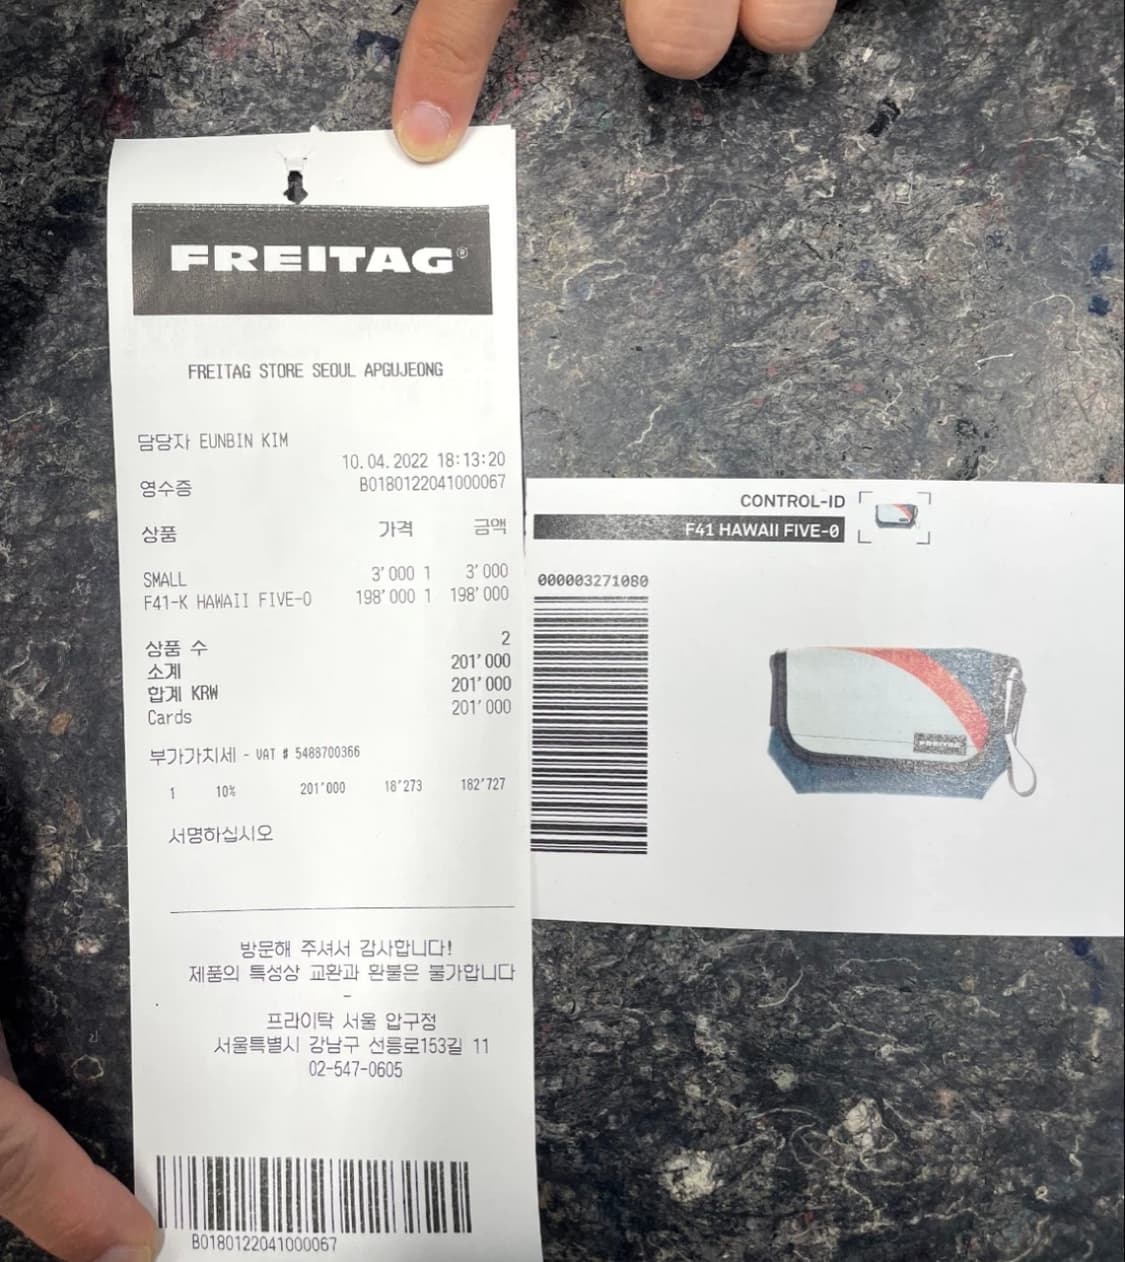 FREITAG®
FREITAG STORE SEOUL APGUJEONG
담당자 EUNBIN KIM
10.04.2022 18:13:20
영수증 B0180122041000067
상품 가격 금액
SMALL 3'000 1 3'000
F41-K HAWAII FIVE-O 198'000 1 198'000
상품 수 2
소계 201'000
합계 KRW 201'000
Cards 201'000
부가가치세 - VAT # 5488700366
1 10% 201'000 18'273 182'727
서명하십시오
방문해 주셔서 감사합니다!
제품의 특성상 교환과 환불은 불가합니다
-
프라이탁 서울 압구정
서울특별시 강남구 선릉로153길 11
02-547-0605
B0180122041000067
CONTROL-ID
F41 HAWAII FIVE-0
000003271080
FREITAG